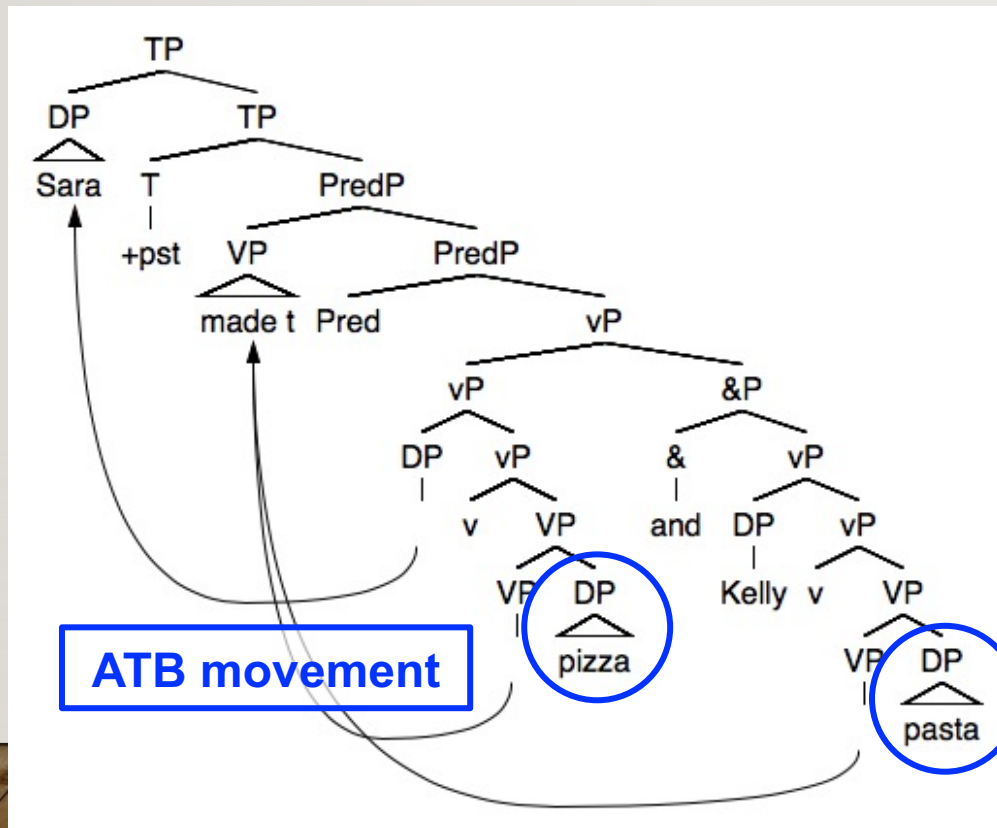 TP
DP TP
Sara T PredP
+pst VP PredP
made t Pred vP
vP &P
DP vP & vP
v VP and DP vP
VP DP Kelly v VP
ATB movement pizza VP DP
pasta